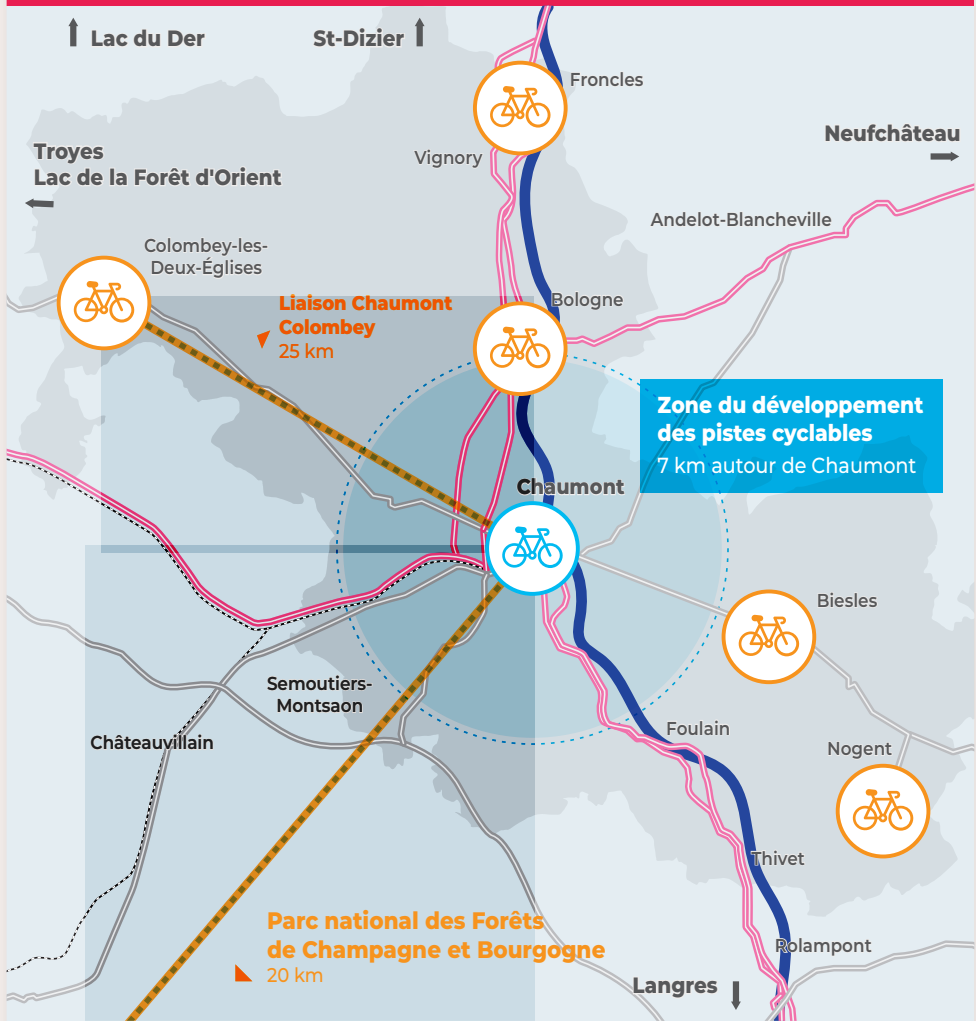 Lac du Der
St-Dizier
Froncles
Neufchâteau
Troyes
Lac de la Forêt d'Orient
Vignory
Andelot-Blancheville
Colombey-les-
Deux-Églises
Liaison Chaumont
Colombey
25 km
Bologne
Zone du développement
des pistes cyclables
7 km autour de Chaumont
Chaumont
Biesles
Semoutiers-
Montsaon
Châteauvillain
Foulain
Nogent
Thivet
Parc national des Forêts
de Champagne et Bourgogne
20 km
Rolampont
Langres